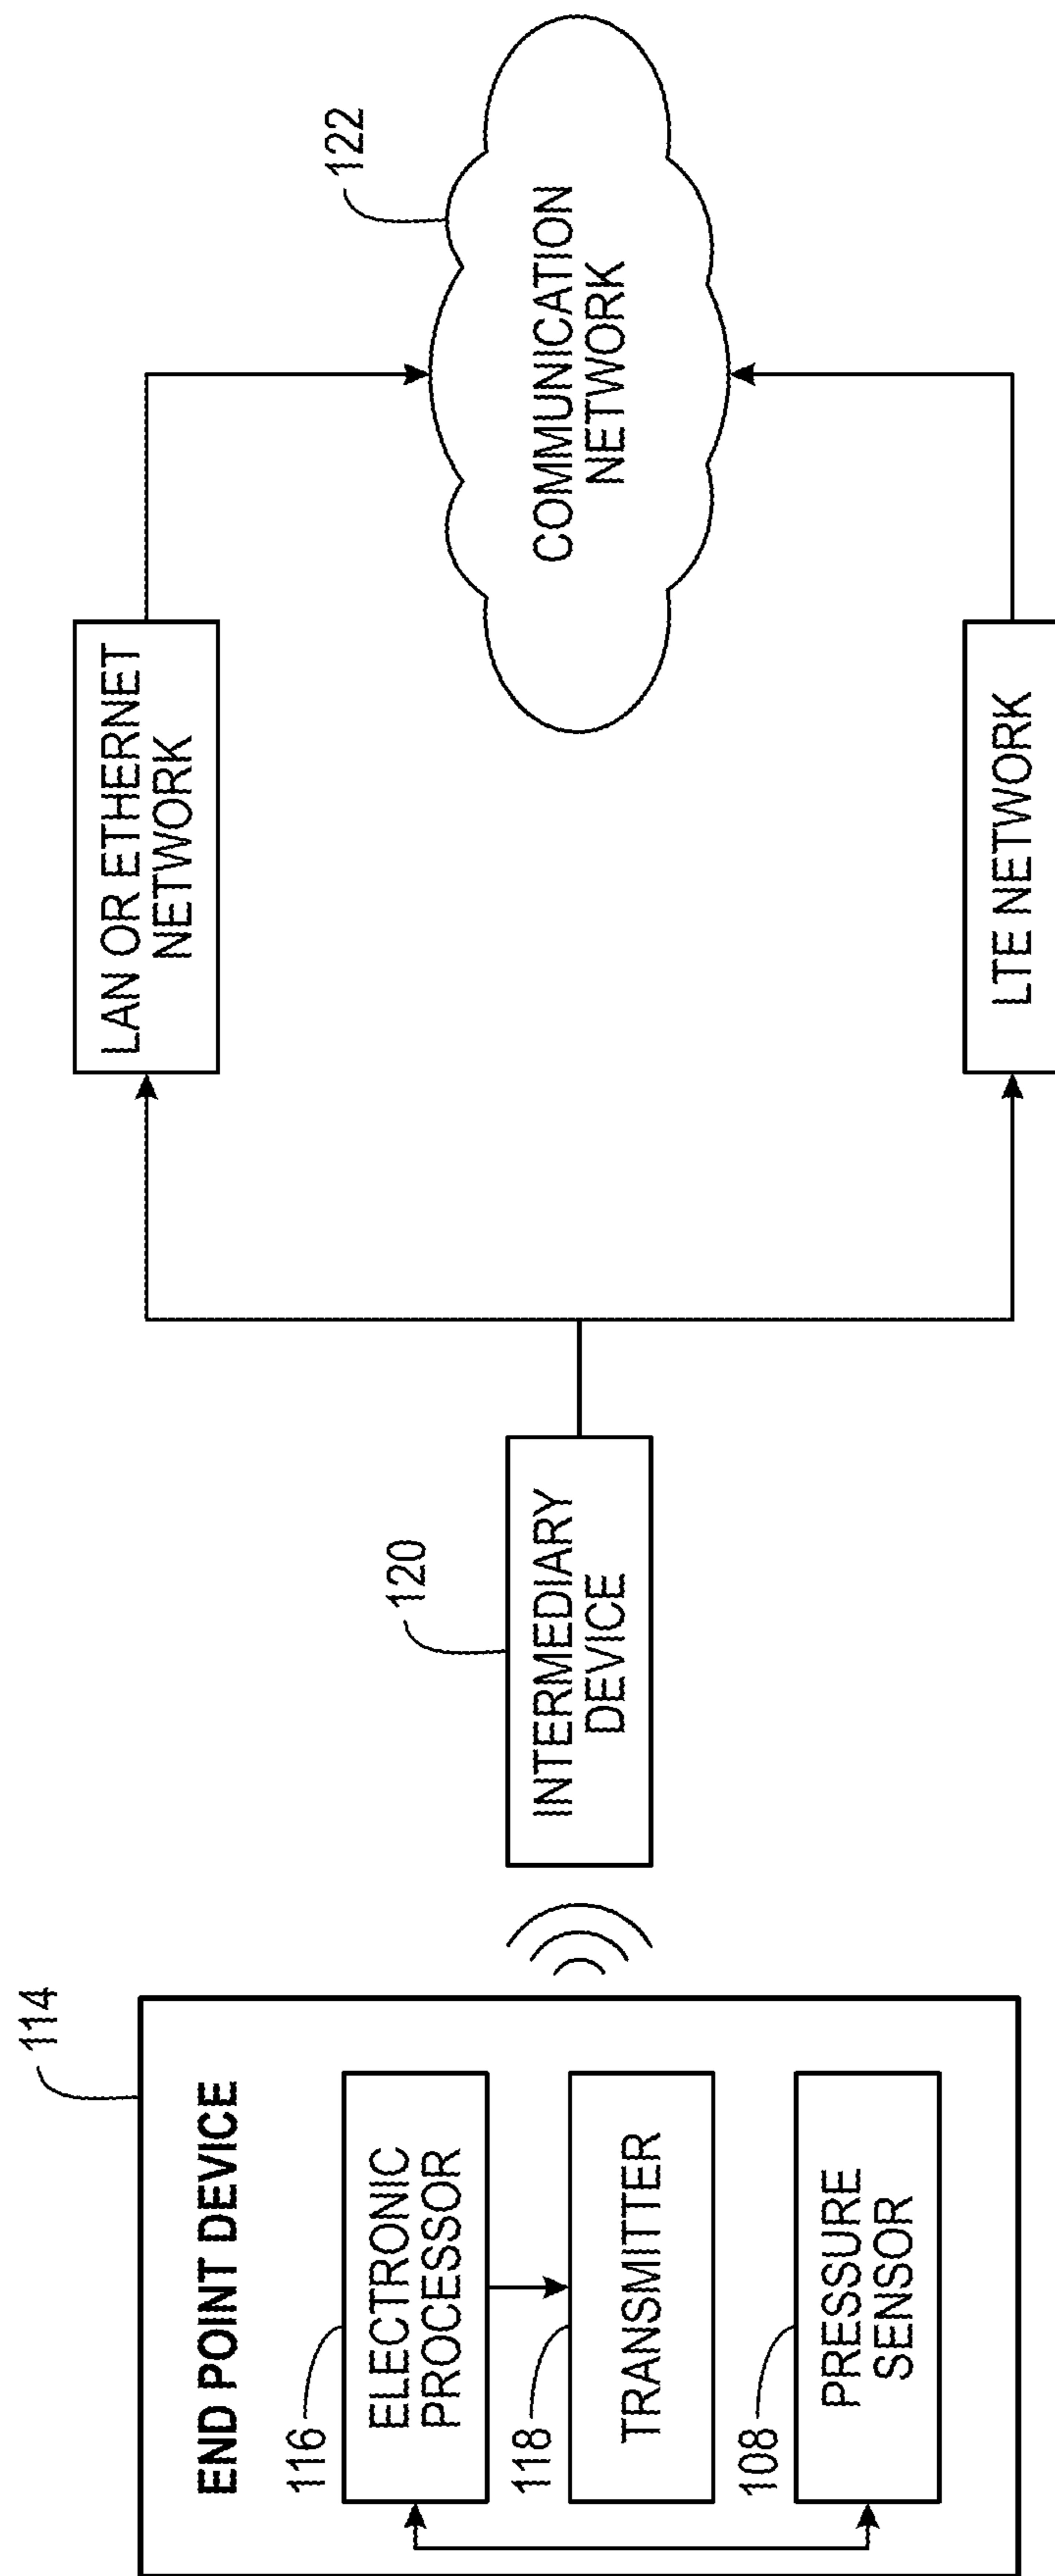 114
END POINT DEVICE
116
ELECTRONIC
PROCESSOR
118
TRANSMITTER
108
PRESSURE
SENSOR
120
INTERMEDIARY
DEVICE
LAN OR ETHERNET
NETWORK
LTE NETWORK
122
COMMUNICATION
NETWORK